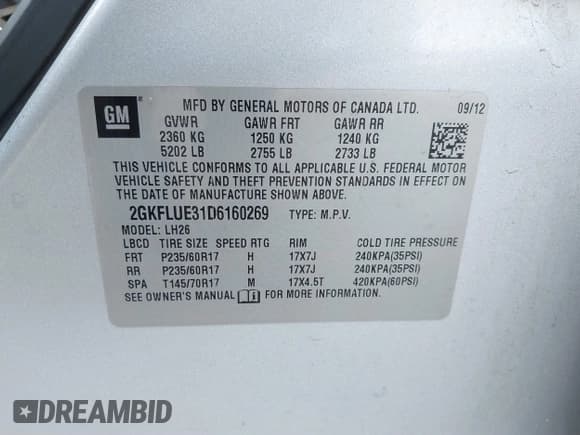 GM
MFD BY GENERAL MOTORS OF CANADA LTD. 09/12
GVWR GAWR FRT GAWR RR
2360 KG 1250 KG 1240 KG
5202 LB 2755 LB 2733 LB
THIS VEHICLE CONFORMS TO ALL APPLICABLE U.S. FEDERAL MOTOR
VEHICLE SAFETY AND THEFT PREVENTION STANDARDS IN EFFECT ON
THE DATE OF MANUFACTURE SHOWN ABOVE.
2GKFLUE31D6160269 TYPE: M.P.V.
MODEL: LH26
LBCD TIRE SIZE SPEED RTG RIM COLD TIRE PRESSURE
FRT P235/60R17 H 17X7J 240KPA(35PSI)
RR P235/60R17 H 17X7J 240KPA(35PSI)
SPA T145/70R17 M 17X4.5T 420KPA(60PSI)
SEE OWNER'S MANUAL FOR MORE INFORMATION.
DREAMBID